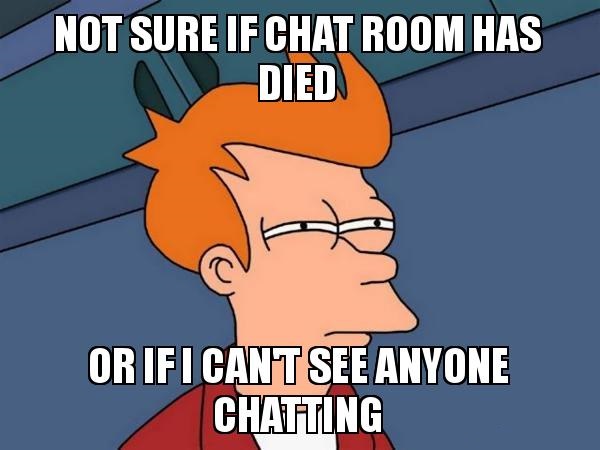 NOT SURE IF CHAT ROOM HAS
DIED
OR IF I CAN'T SEE ANYONE
CHATTING